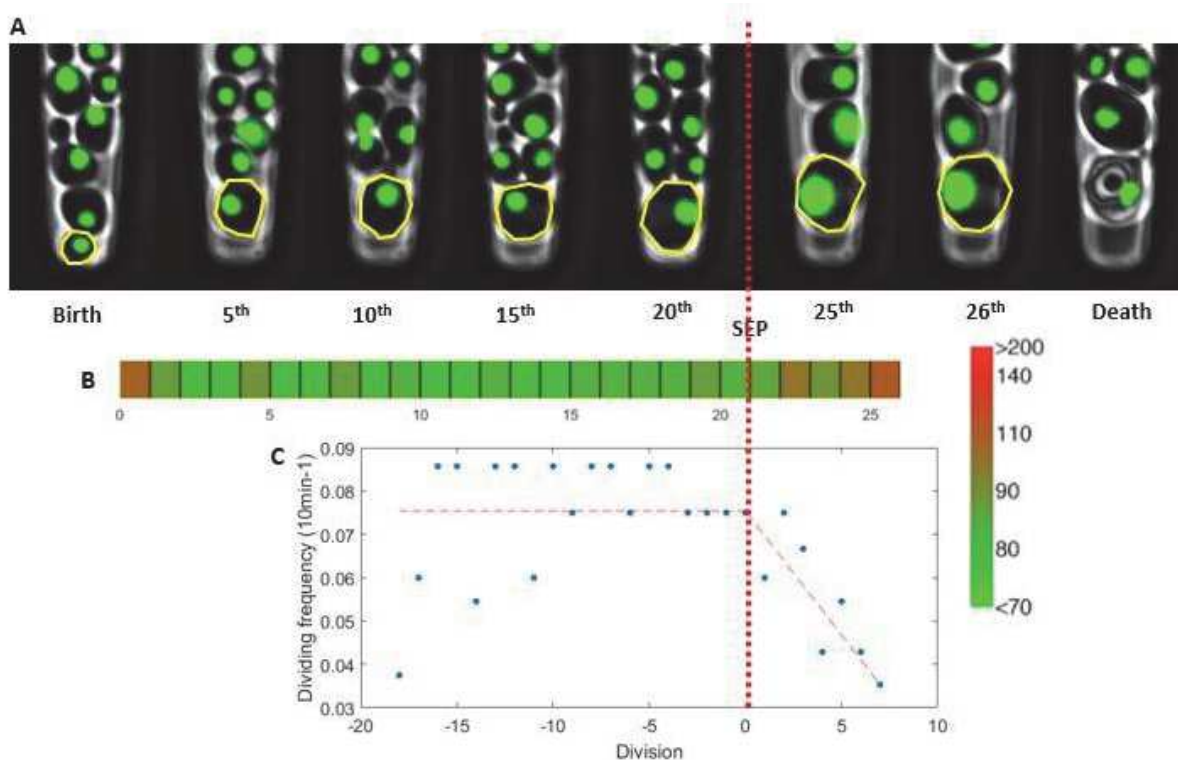 A
Birth 5th 10th 15th 20th 25th 26th Death
SEP
B
0 5 10 15 20 25
>200
140
110
90
80
<70
C
Dividing frequency (10min-1)
0.09
0.08
0.07
0.06
0.05
0.04
0.03
-20 -15 -10 -5 0 5 10
Division